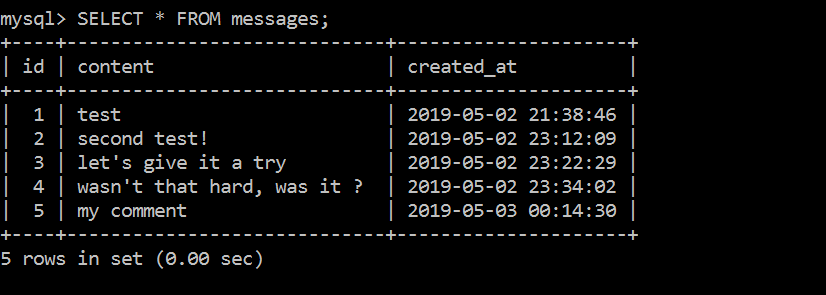 mysql> SELECT * FROM messages;
+----+-----------------------------+---------------------+
| id | content                     | created_at          |
+----+-----------------------------+---------------------+
|  1 | test                        | 2019-05-02 21:38:46 |
|  2 | second test!                | 2019-05-02 23:12:09 |
|  3 | let's give it a try         | 2019-05-02 23:22:29 |
|  4 | wasn't that hard, was it ?  | 2019-05-02 23:34:02 |
|  5 | my comment                  | 2019-05-03 00:14:30 |
+----+-----------------------------+---------------------+
5 rows in set (0.00 sec)